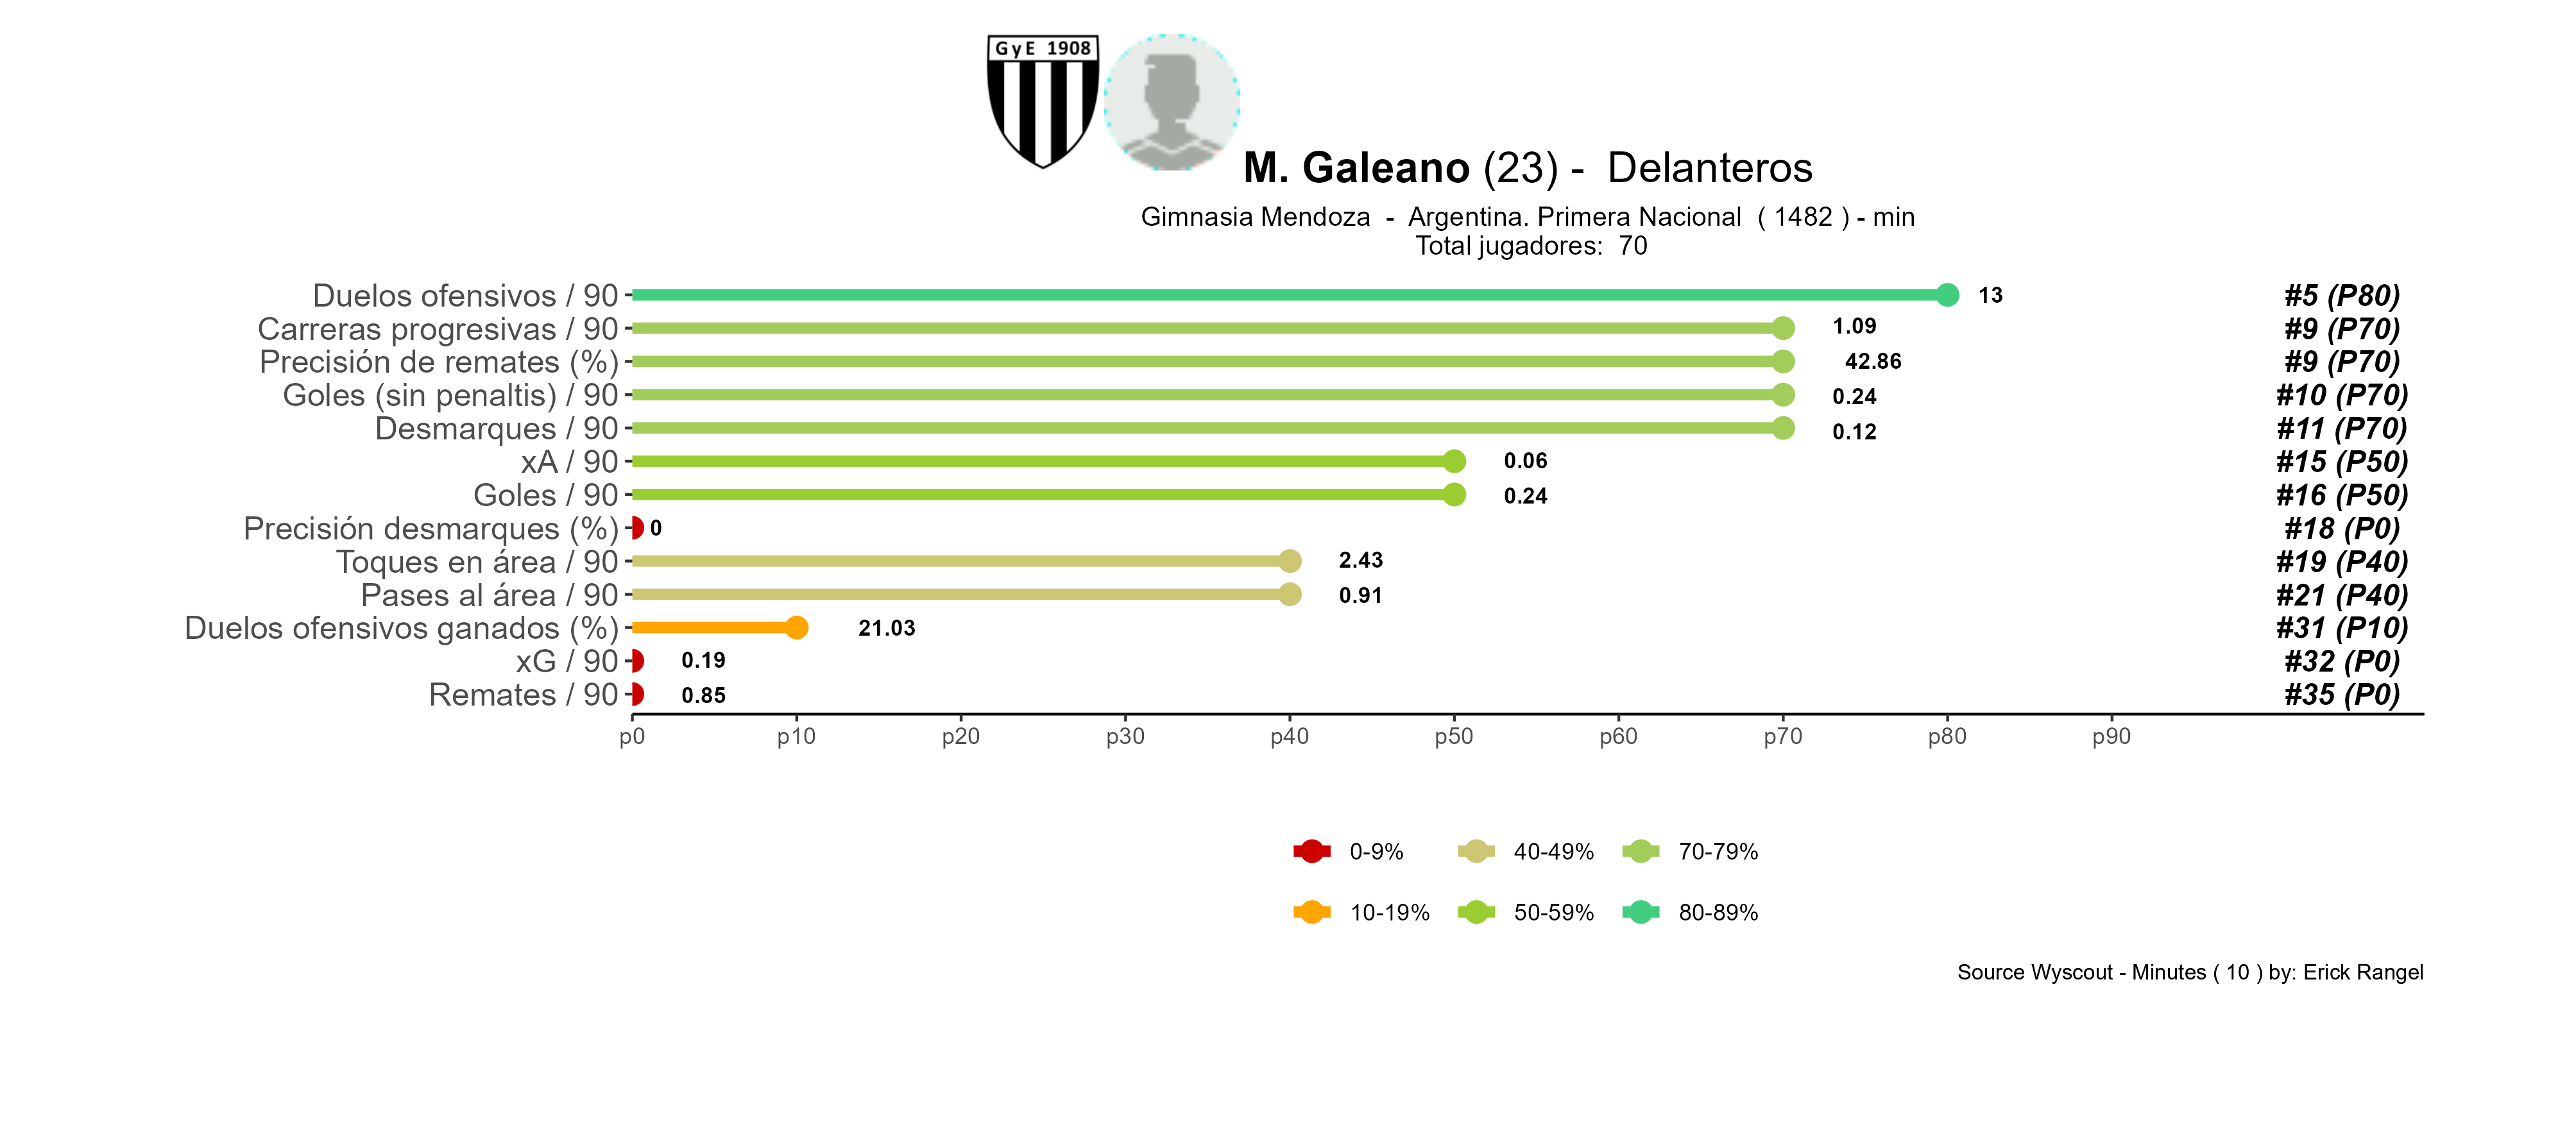 GyE 1908
M. Galeano (23) - Delanteros
Gimnasia Mendoza - Argentina. Primera Nacional ( 1482 ) - min
Total jugadores: 70
Duelos ofensivos / 90 13 #5 (P80)
Carreras progresivas / 90 1.09 #9 (P70)
Precisión de remates (%) 42.86 #9 (P70)
Goles (sin penaltis) / 90 0.24 #10 (P70)
Desmarques / 90 0.12 #11 (P70)
xA / 90 0.06 #15 (P50)
Goles / 90 0.24 #16 (P50)
Precisión desmarques (%) 0 #18 (P0)
Toques en área / 90 2.43 #19 (P40)
Pases al área / 90 0.91 #21 (P40)
Duelos ofensivos ganados (%) 21.03 #31 (P10)
xG / 90 0.19 #32 (P0)
Remates / 90 0.85 #35 (P0)
p0 p10 p20 p30 p40 p50 p60 p70 p80 p90
0-9% 40-49% 70-79%
10-19% 50-59% 80-89%
Source Wyscout - Minutes ( 10 ) by: Erick Rangel